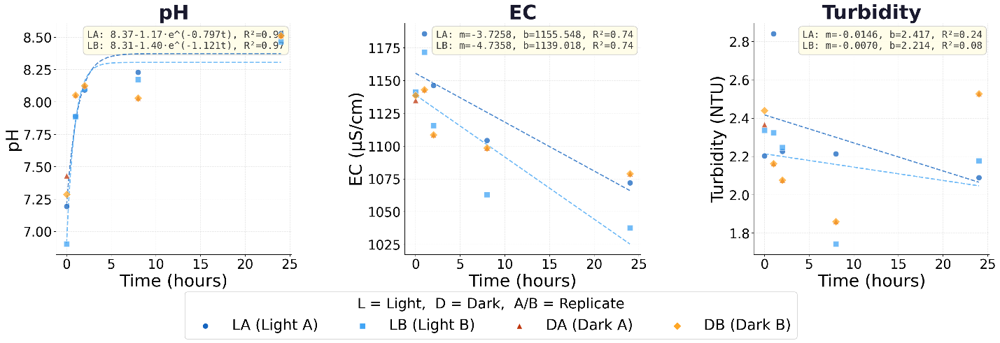 pH
EC
Turbidity
LA: 8.37-1.17·e^(-0.797t), R²=0.96
LB: 8.31-1.40·e^(-1.121t), R²=0.97
LA: m=-3.7258, b=1155.548, R²=0.74
LB: m=-4.7358, b=1139.018, R²=0.74
LA: m=-0.0146, b=2.417, R²=0.24
LB: m=-0.0070, b=2.214, R²=0.08
pH
8.50
8.25
8.00
7.75
7.50
7.25
7.00
0 5 10 15 20 25
Time (hours)
EC (µS/cm)
1175
1150
1125
1100
1075
1050
1025
0 5 10 15 20 25
Time (hours)
Turbidity (NTU)
2.8
2.6
2.4
2.2
2.0
1.8
0 5 10 15 20 25
Time (hours)
L = Light, D = Dark, A/B = Replicate
LA (Light A) LB (Light B) DA (Dark A) DB (Dark B)